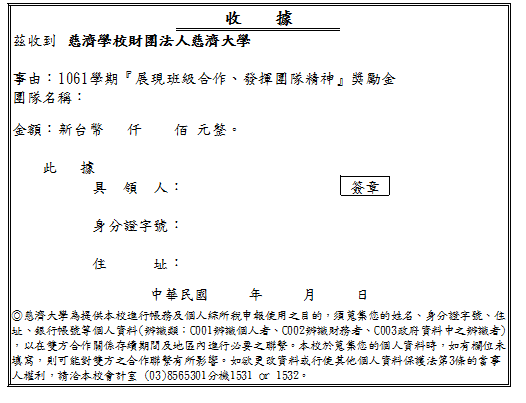 收 據
茲收到 慈濟學校財團法人慈濟大學
事由：1061學期『展現班級合作、發揮團隊精神』獎勵金
團隊名稱：
金額：新台幣 仟 佰 元整。
此 據
具 領 人： 簽章
身分證字號：
住 址：
中華民國 年 月 日
◎慈濟大學為提供本校進行帳務及個人綜所稅申報使用之目的，須蒐集您的姓名、身分證字號、住
址、銀行帳號等個人資料(辨識類：C001辨識個人者、C002辨識財務者、C003政府資料中之辨識者)
，以在雙方合作關係存續期間及地區內進行必要之聯繫。本校於蒐集您的個人資料時，如有欄位未
填寫，則可能對雙方之合作聯繫有所影響。如欲更改資料或行使其他個人資料保護法第3條的當事
人權利，請洽本校會計室 (03)8565301分機1531 or 1532。